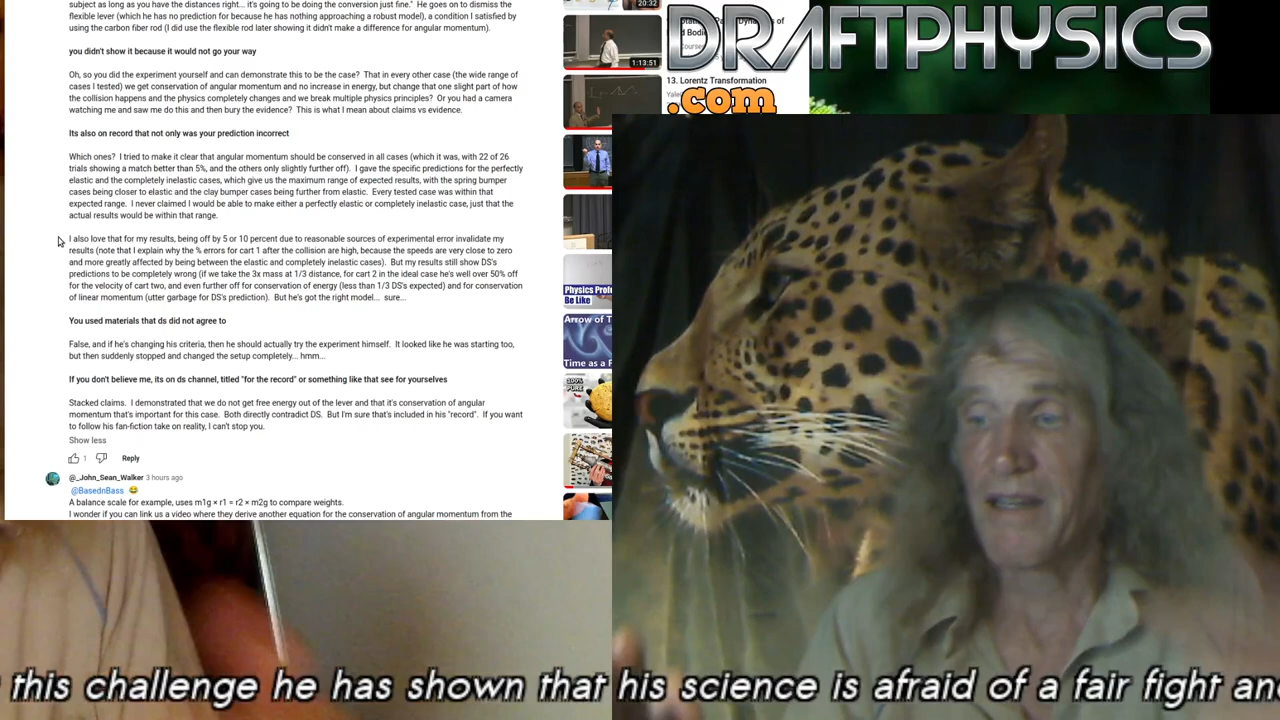 subject as long as you have the distances right... it's going to be doing the conversion just fine." He goes on to dismiss the
flexible lever (which he has no prediction for because he has nothing approaching a robust model), a condition I satisfied by
using the carbon fiber rod (I did use the flexible rod later showing it didn't make a difference for angular momentum).
you didn't show it because it would not go your way
Oh, so you did the experiment yourself and can demonstrate this to be the case? That in every other case (the wide range of
cases I tested) we get conservation of angular momentum and no increase in energy, but change that one slight part of how
the collision happens and the physics completely changes and we break multiple physics principles? Or you had a camera
watching me and saw me do this and then bury the evidence? This is what I mean about claims vs evidence.
Its also on record that not only was your prediction incorrect
Which ones? I tried to make it clear that angular momentum should be conserved in all cases (which it was, with 22 of 26
trials showing a match better than 5%, and the others only slightly further off). I gave the specific predictions for the perfectly
elastic and the completely inelastic cases, which give us the maximum range of expected results, with the spring bumper
cases being closer to elastic and the clay bumper cases being further from elastic. Every tested case was within that
expected range. I never claimed I would be able to make either a perfectly elastic or completely inelastic case, just that the
actual results would be within that range.
I also love that for my results, being off by 5 or 10 percent due to reasonable sources of experimental error invalidate my
results (note that I explain why the % errors for cart 1 after the collision are high, because the speeds are very close to zero
and more greatly affected by being between the elastic and completely inelastic cases). But my results still show DS's
predictions to be completely wrong (if we take the 3x mass at 1/3 distance, for cart 2 in the ideal case he's well over 50% off
for the velocity of cart two, and even further off for conservation of energy (less than 1/3 DS's expected) and for conservation
of linear momentum (utter garbage for DS's prediction). But he's got the right model... sure...
You used materials that ds did not agree to
False, and if he's changing his criteria, then he should actually try the experiment himself. It looked like he was starting too,
but then suddenly stopped and changed the setup completely... hmm...
If you don't believe me, its on ds channel, titled "for the record" or something like that see for yourselves
Stacked claims. I demonstrated that we do not get free energy out of the lever and that it's conservation of angular
momentum that's important for this case. Both directly contradict DS. But I'm sure that's included in his "record". If you want
to follow his fan-fiction take on reality, I can't stop you.
Show less
1 Reply
@_John_Sean_Walker 3 hours ago
@BasednBass 😂
A balance scale for example, uses m1g × r1 = r2 × m2g to compare weights.
I wonder if you can link us a video where they derive another equation for the conservation of angular momentum from the
20:32
1:13:51
13. Lorentz Transformation
Physics Prof
Be Like
Arrow of T
Time as a F
100%
PURE
DRAFTPHYSICS
.com
this challenge he has shown that his science is afraid of a fair fight and